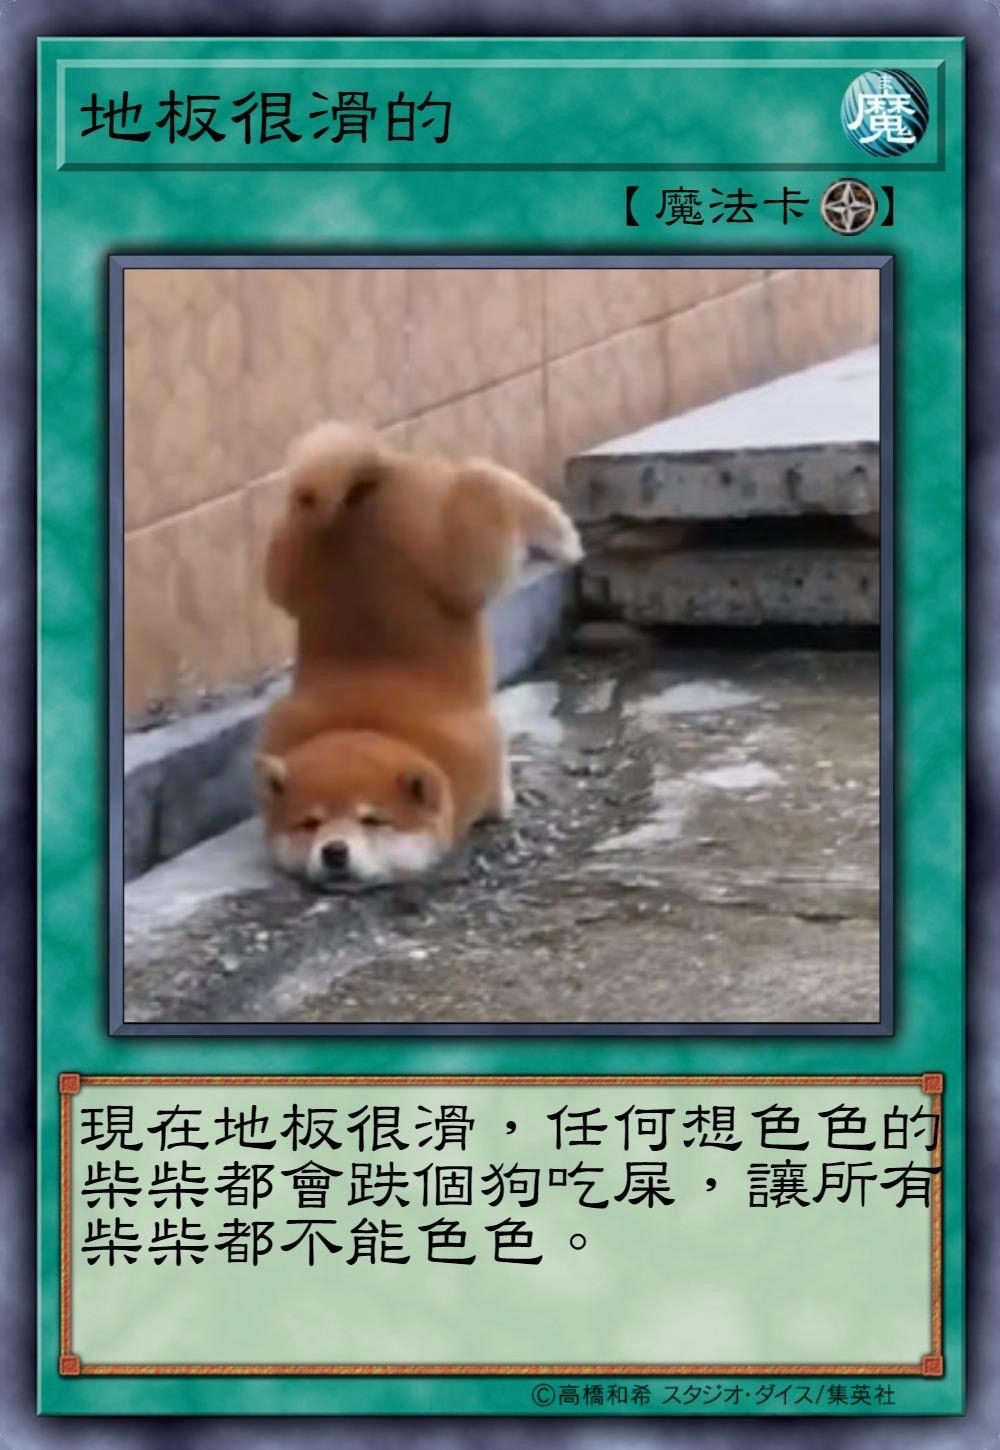 地板很滑的
魔
ま
【魔法卡】
現在地板很滑，任何想色色的
柴柴都會跌個狗吃屎，讓所有
柴柴都不能色色。
©高橋和希 スタジオ・ダイス/集英社